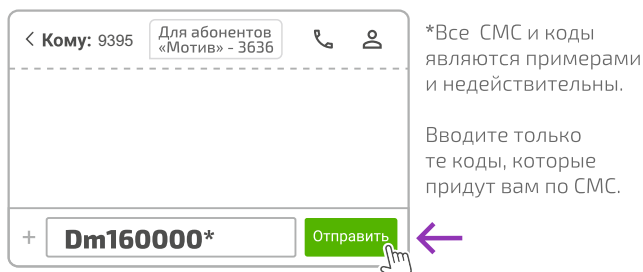 Кому: 9395
Для абонентов
«Мотив» - 3636
*Все СМС и коды
являются примерами
и недействительны.
Вводите только
те коды, которые
придут вам по СМС.
+ Dm160000*
Отправить